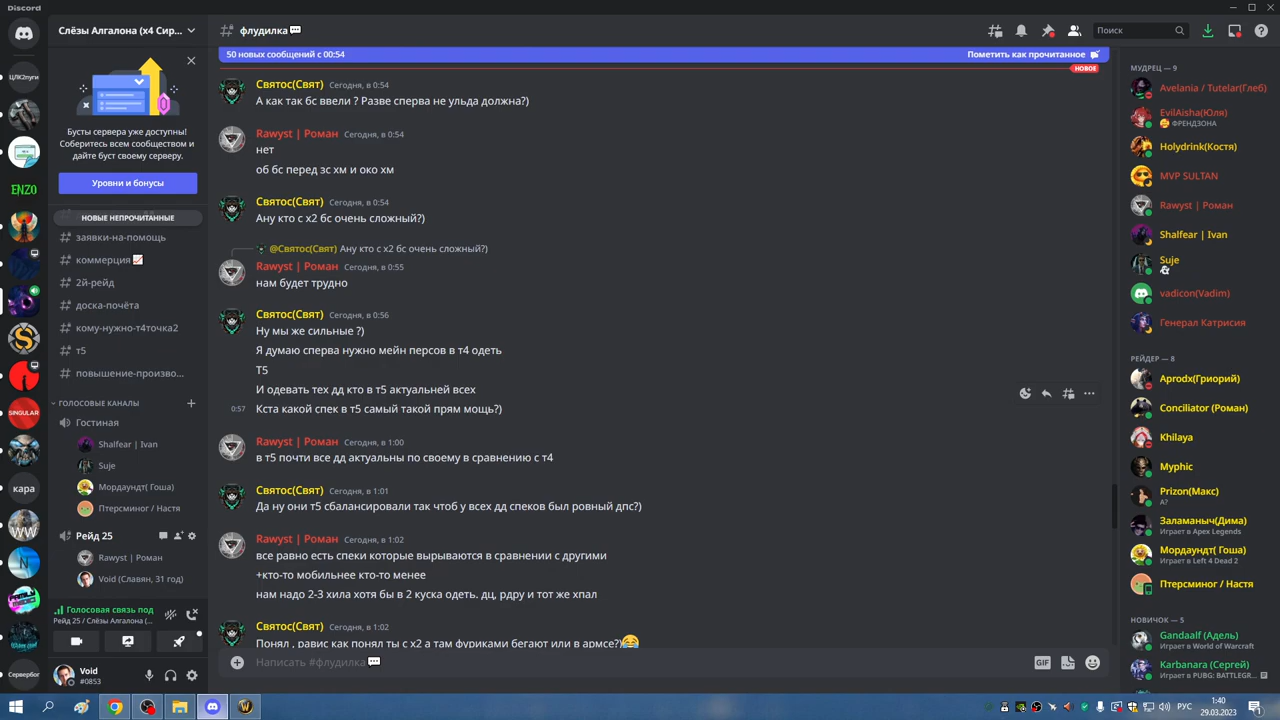 Discord
Слёзы Алгалона (x4 Сир...
флудилка
Поиск
ЦЛК2пуги
ENZO
SINGULAR
кара
WW
N
Сервербог
Бусты сервера уже доступны!
Соберитесь всем сообществом и
дайте буст своему серверу.
Уровни и бонусы
НОВЫЕ НЕПРОЧИТАННЫЕ
заявки-на-помощь
коммерция
2й-рейд
доска-почёта
кому-нужно-т4точка2
т5
повышение-произво...
ГОЛОСОВЫЕ КАНАЛЫ
Гостиная
Shalfear | Ivan
Suje
Мордаундт( Гоша)
Птерсминог / Настя
Рейд 25
Rawyst | Роман
Void (Славян, 31 год)
Голосовая связь под
Рейд 25 / Слёзы Алгалона (...
Void
#0853
50 новых сообщений с 00:54
Пометить как прочитанное
НОВОЕ
Святос(Свят) Сегодня, в 0:54
А как так бс ввели ? Разве сперва не ульда должна?)
Rawyst | Роман Сегодня, в 0:54
нет
об бс перед зс хм и око хм
Святос(Свят) Сегодня, в 0:54
Ану кто с х2 бс очень сложный?)
@Святос(Свят) Ану кто с х2 бс очень сложный?)
Rawyst | Роман Сегодня, в 0:55
нам будет трудно
Святос(Свят) Сегодня, в 0:56
Ну мы же сильные ?)
Я думаю сперва нужно мейн персов в т4 одеть
Т5
И одевать тех дд кто в т5 актуальней всех
0:57 Кста какой спек в т5 самый такой прям мощь?)
Rawyst | Роман Сегодня, в 1:00
в т5 почти все дд актуальны по своему в сравнению с т4
Святос(Свят) Сегодня, в 1:01
Да ну они т5 сбалансировали так чтоб у всех дд спеков был ровный дпс?)
Rawyst | Роман Сегодня, в 1:02
все равно есть спеки которые вырываются в сравнении с другими
+кто-то мобильнее кто-то менее
нам надо 2-3 хила хотя бы в 2 куска одеть. дц, рдру и тот же хпал
Святос(Свят) Сегодня, в 1:02
Понял , равис как понял ты с х2 а там фуриками бегают или в армсе?)😂
Написать #флудилка
GIF
МУДРЕЦ — 9
Avelania / Tutelar(Глеб)
EvilAisha(Юля)
ФРЕНДЗОНА
Holydrink(Костя)
MVP SULTAN
Rawyst | Роман
Shalfear | Ivan
Suje
vadicon(Vadim)
Генерал Катрисия
РЕЙДЕР — 8
Aprodx(Григорий)
Conciliator (Роман)
Khilaya
Myphic
Prizon(Макс)
А?
Заламаныч(Дима)
Играет в Apex Legends
Мордаундт( Гоша)
Играет в Left 4 Dead 2
Птерсминог / Настя
НОВИЧОК — 5
Gandaalf (Адель)
Играет в World of Warcraft
Karbanara (Сергей)
Играет в PUBG: BATTLEGR...
РУС
1:40
29.03.2023